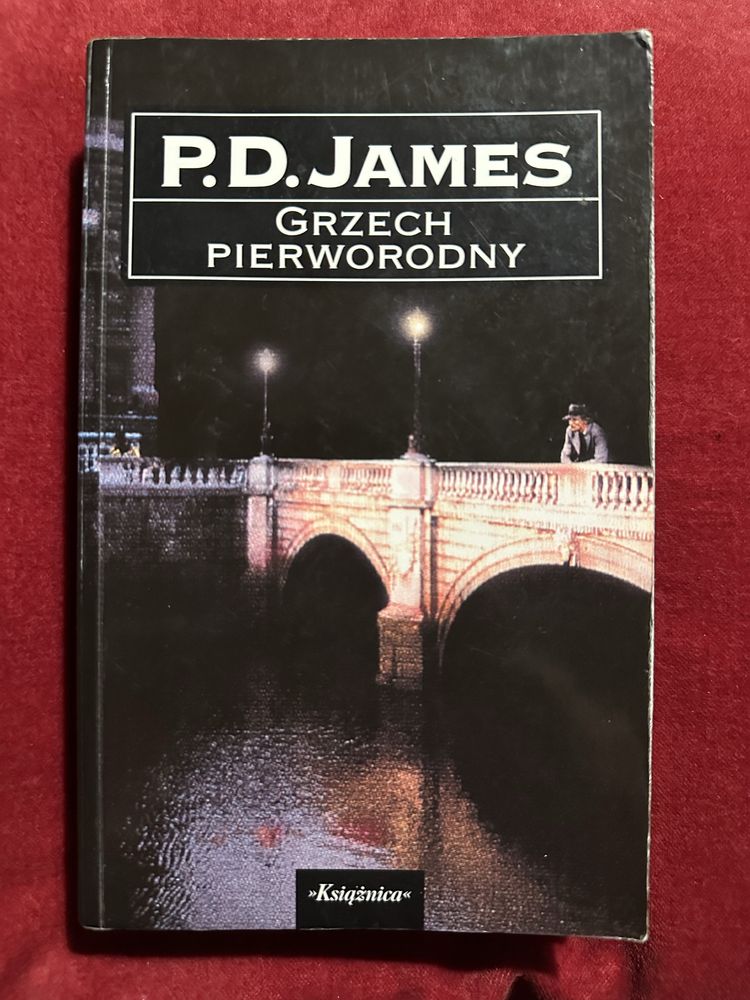 P.D. JAMES
GRZECH
PIERWORODNY
»Książnica«